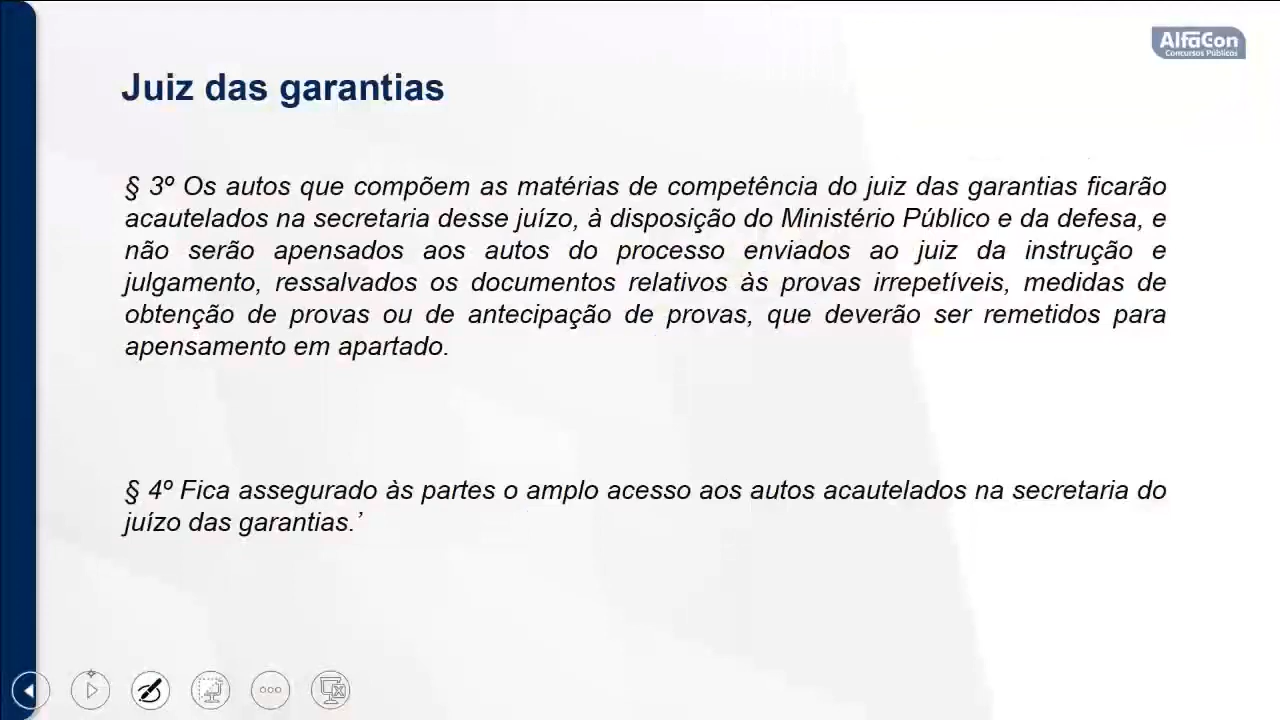 AlfaCon
Concursos Públicos
Juiz das garantias
§ 3º Os autos que compõem as matérias de competência do juiz das garantias ficarão
acautelados na secretaria desse juízo, à disposição do Ministério Público e da defesa, e
não serão apensados aos autos do processo enviados ao juiz da instrução e
julgamento, ressalvados os documentos relativos às provas irrepetíveis, medidas de
obtenção de provas ou de antecipação de provas, que deverão ser remetidos para
apensamento em apartado.
§ 4º Fica assegurado às partes o amplo acesso aos autos acautelados na secretaria do
juízo das garantias.’